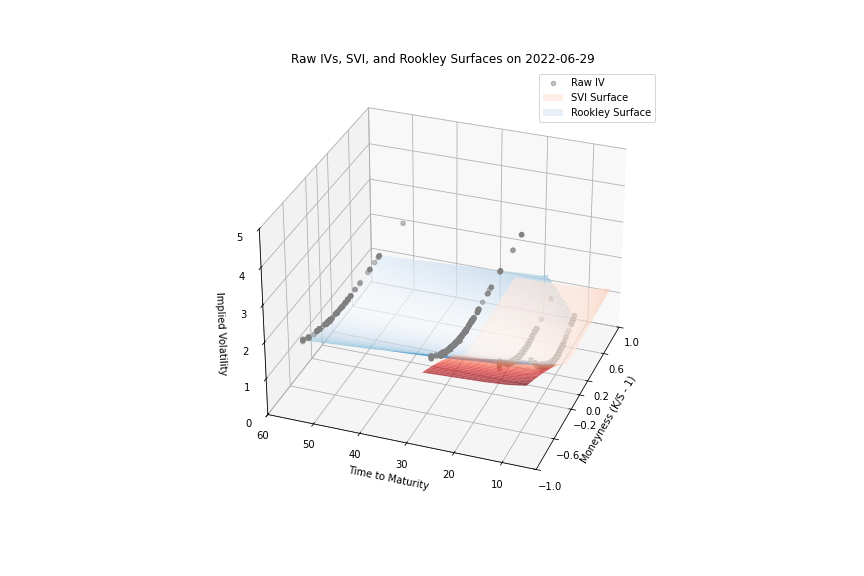 Raw IVs, SVI, and Rookley Surfaces on 2022-06-29
Raw IV
SVI Surface
Rookley Surface
5
4
3
2
1
0
Implied Volatility
60
50
40
30
20
10
Time to Maturity
1.0
0.6
0.2
0.0
−0.2
−0.6
−1.0
Moneyness (K/S - 1)